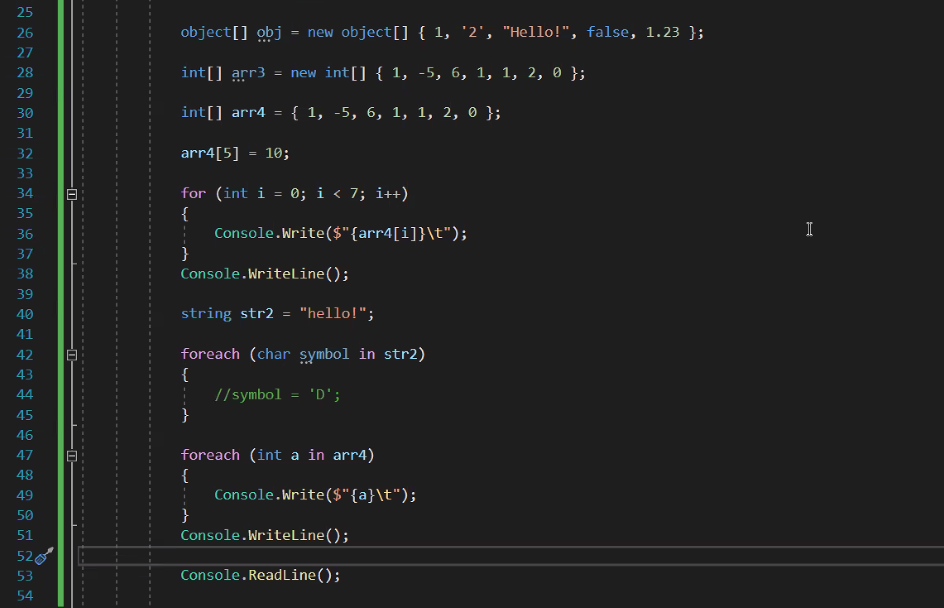 25
26 object[] obj = new object[] { 1, '2', "Hello!", false, 1.23 };
27
28 int[] arr3 = new int[] { 1, -5, 6, 1, 1, 2, 0 };
29
30 int[] arr4 = { 1, -5, 6, 1, 1, 2, 0 };
31
32 arr4[5] = 10;
33
34 for (int i = 0; i < 7; i++)
35 {
36 Console.Write($"{arr4[i]}\t");
37 }
38 Console.WriteLine();
39
40 string str2 = "hello!";
41
42 foreach (char symbol in str2)
43 {
44 //symbol = 'D';
45 }
46
47 foreach (int a in arr4)
48 {
49 Console.Write($"{a}\t");
50 }
51 Console.WriteLine();
52
53 Console.ReadLine();
54